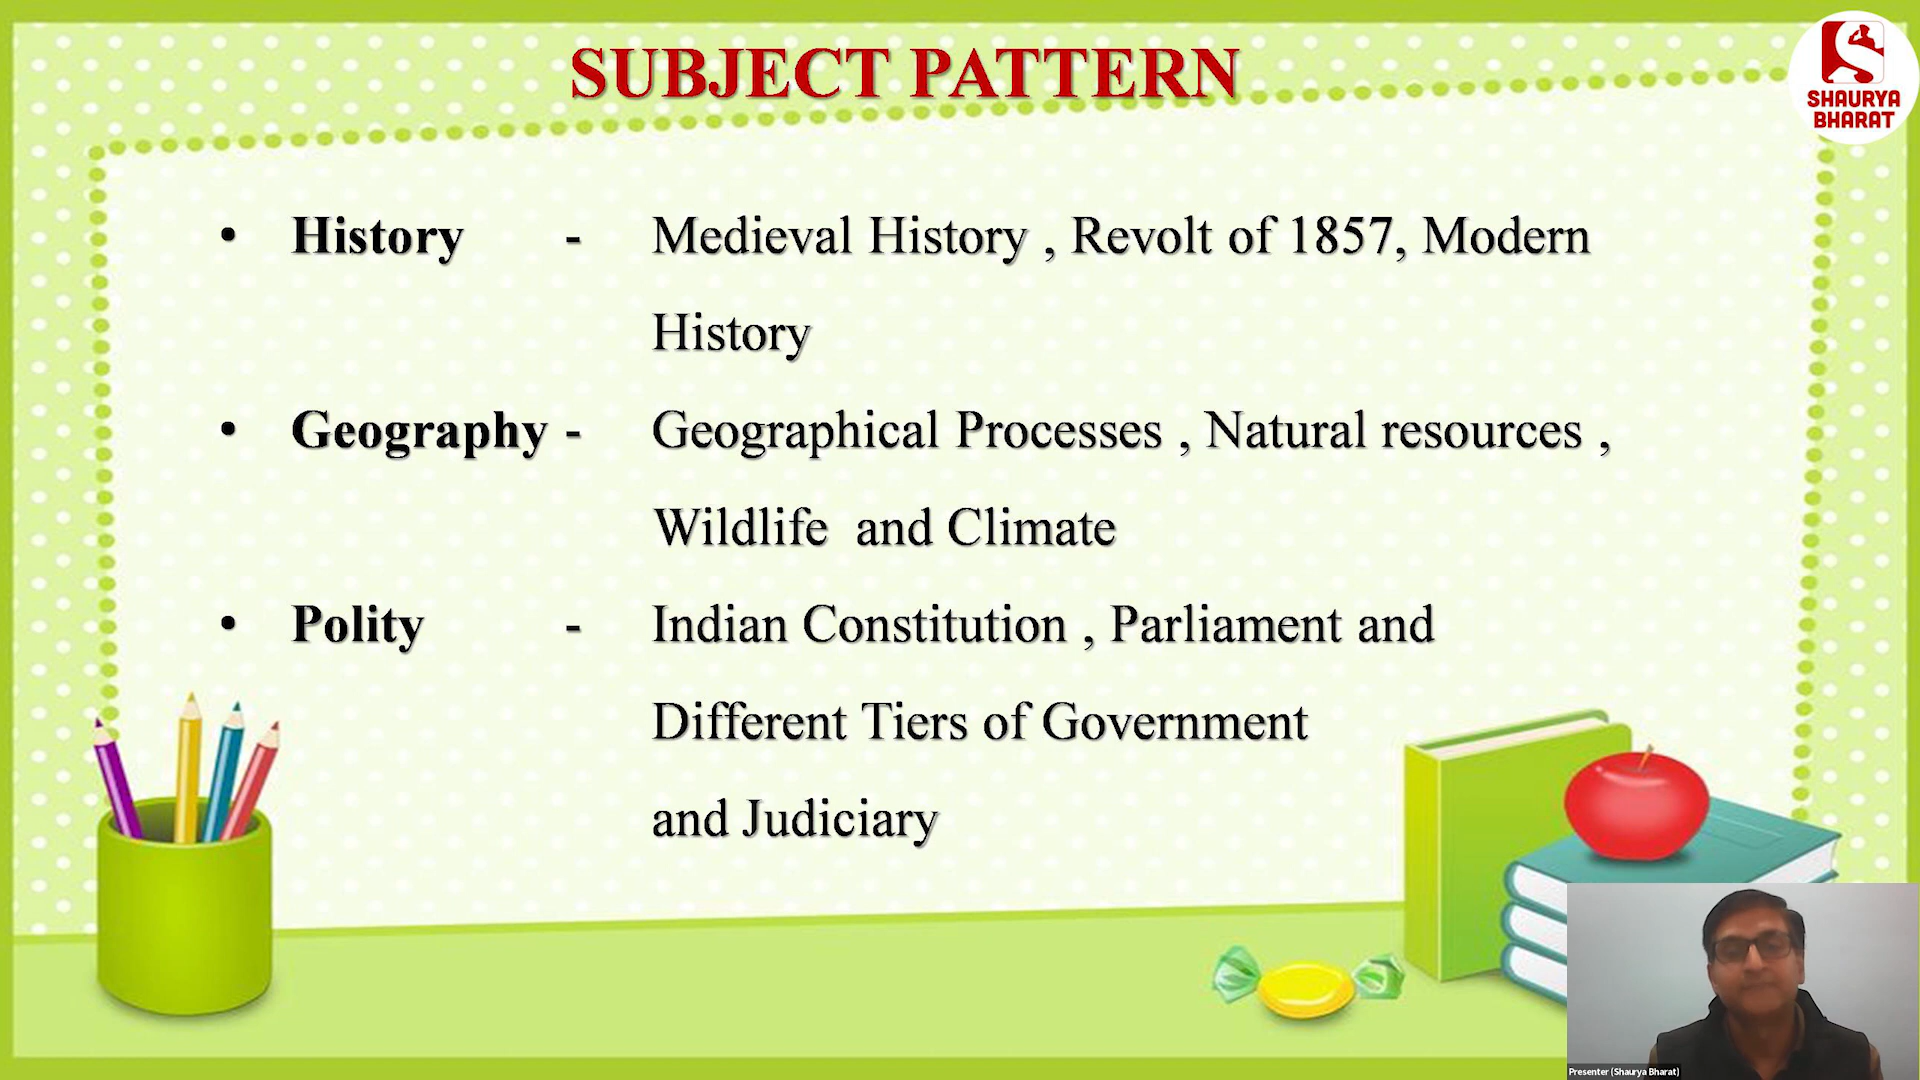 SUBJECT PATTERN
SHAURYA
BHARAT
• History - Medieval History , Revolt of 1857, Modern
History
• Geography - Geographical Processes , Natural resources ,
Wildlife and Climate
• Polity - Indian Constitution , Parliament and
Different Tiers of Government
and Judiciary
Presenter (Shaurya Bharat)